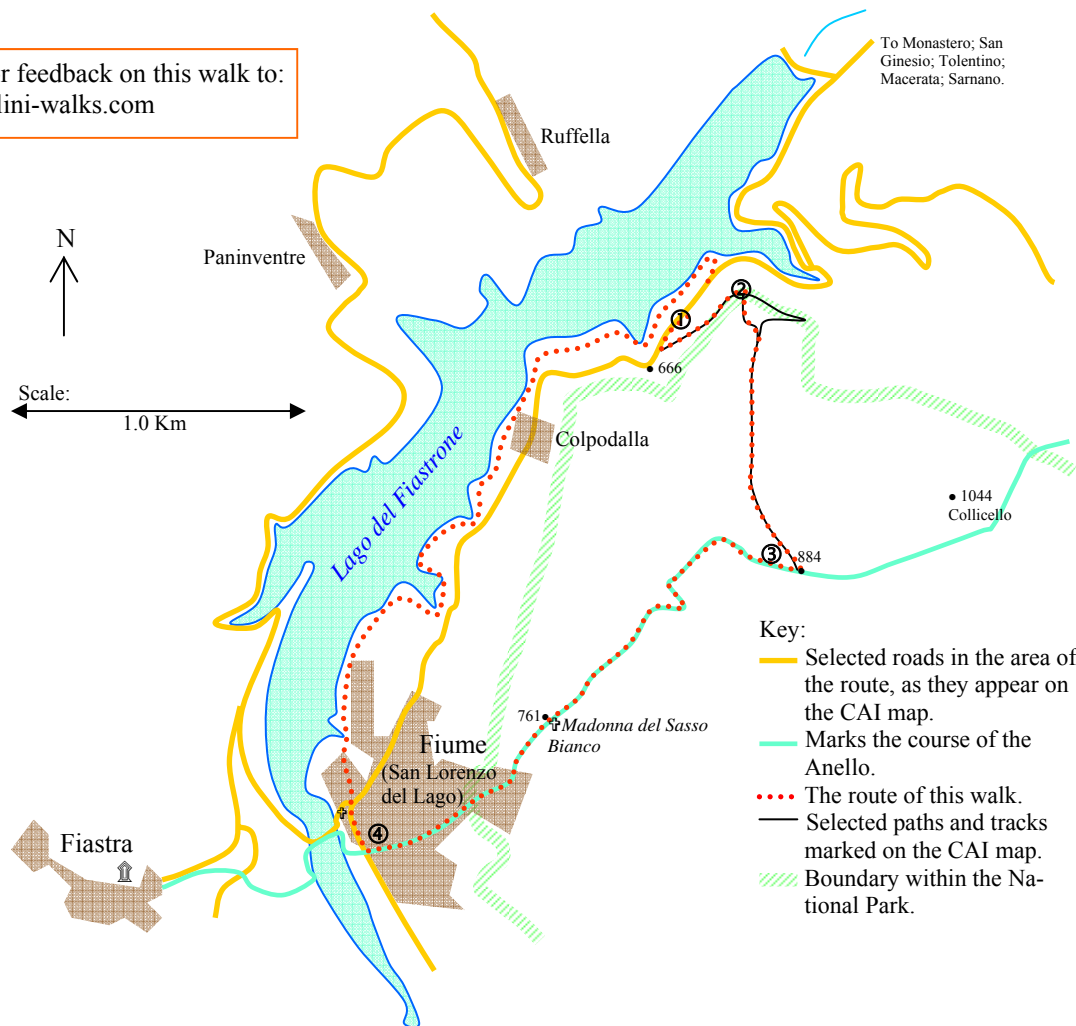 r feedback on this walk to:
lini-walks.com
To Monastero; San
Ginesio; Tolentino;
Macerata; Sarnano.
Ruffella
Paninventre
N
②
①
666
Scale:
1.0 Km
Colpodalla
Lago del Fiastrone
1044
Collicello
③
884
761
Madonna del Sasso
Bianco
Fiume
(San Lorenzo
del Lago)
④
Fiastra
Key:
Selected roads in the area of
the route, as they appear on
the CAI map.
Marks the course of the
Anello.
The route of this walk.
Selected paths and tracks
marked on the CAI map.
Boundary within the Na-
tional Park.